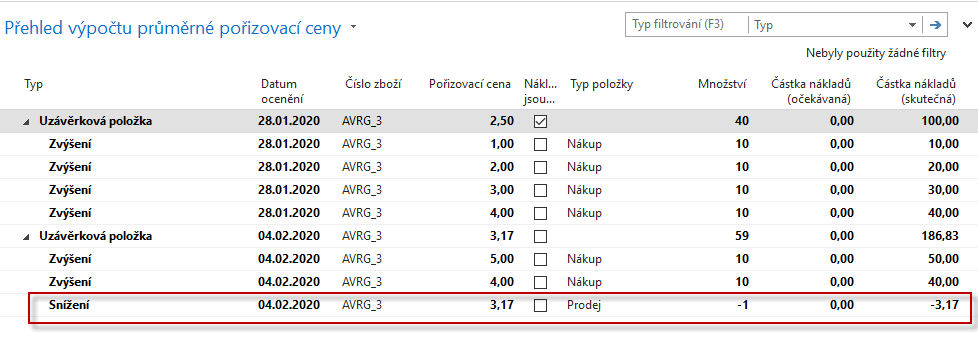 Přehled výpočtu průměrné pořizovací ceny
Typ filtrování (F3) Typ
Nebyly použity žádné filtry
Typ Datum ocenění Číslo zboží Pořizovací cena Nákl... jsou... Typ položky Množství Částka nákladů (očekávaná) Částka nákladů (skutečná)
Uzávěrková položka 28.01.2020 AVRG_3 2,50 40 0,00 100,00
Zvýšení 28.01.2020 AVRG_3 1,00 Nákup 10 0,00 10,00
Zvýšení 28.01.2020 AVRG_3 2,00 Nákup 10 0,00 20,00
Zvýšení 28.01.2020 AVRG_3 3,00 Nákup 10 0,00 30,00
Zvýšení 28.01.2020 AVRG_3 4,00 Nákup 10 0,00 40,00
Uzávěrková položka 04.02.2020 AVRG_3 3,17 59 0,00 186,83
Zvýšení 04.02.2020 AVRG_3 5,00 Nákup 10 0,00 50,00
Zvýšení 04.02.2020 AVRG_3 4,00 Nákup 10 0,00 40,00
Snížení 04.02.2020 AVRG_3 3,17 Prodej -1 0,00 -3,17